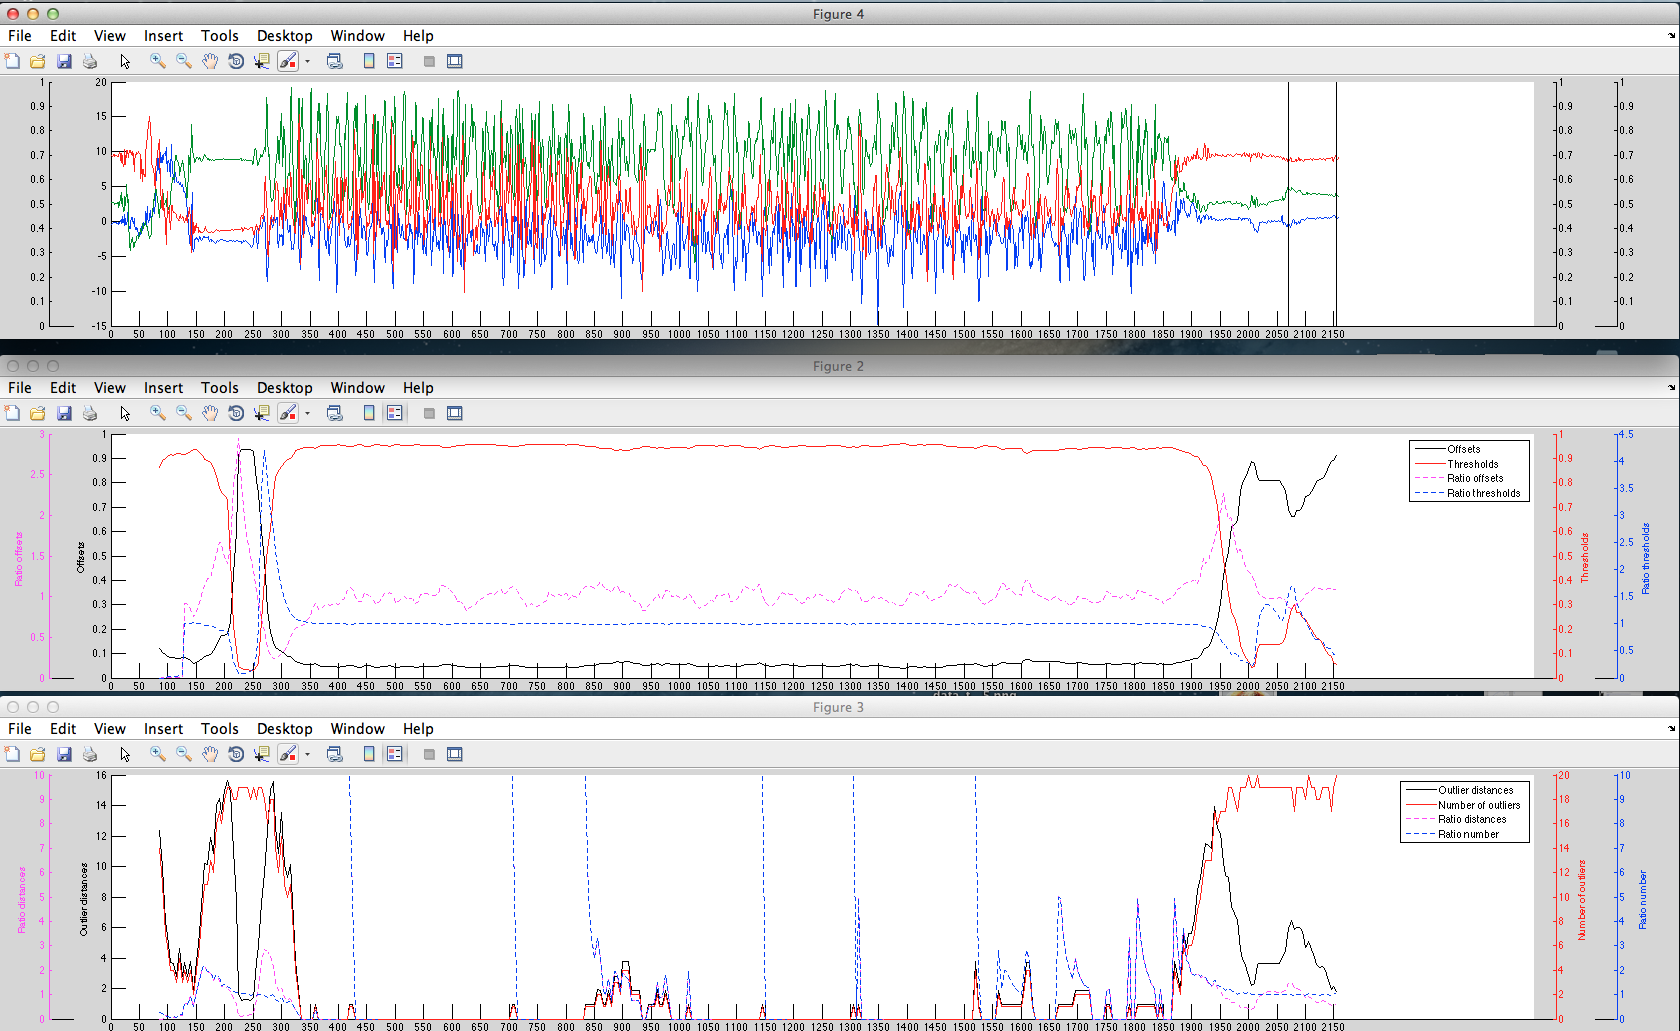 Figure 4
File Edit View Insert Tools Desktop Window Help
1 0.9 0.8 0.7 0.6 0.5 0.4 0.3 0.2 0.1 0
20 15 10 5 0 -5 -10 -15
1 0.9 0.8 0.7 0.6 0.5 0.4 0.3 0.2 0.1 0
1 0.9 0.8 0.7 0.6 0.5 0.4 0.3 0.2 0.1 0
0 50 100 150 200 250 300 350 400 450 500 550 600 650 700 750 800 850 900 950 1000 1050 1100 1150 1200 1250 1300 1350 1400 1450 1500 1550 1600 1650 1700 1750 1800 1850 1900 1950 2000 2050 2100 2150
Figure 2
File Edit View Insert Tools Desktop Window Help
3 2.5 2 1.5 1 0.5 0
Ratio offsets
1 0.9 0.8 0.7 0.6 0.5 0.4 0.3 0.2 0.1 0
Offsets
Offsets
Thresholds
Ratio offsets
Ratio thresholds
1 0.9 0.8 0.7 0.6 0.5 0.4 0.3 0.2 0.1 0
Thresholds
4.5 4 3.5 3 2.5 2 1.5 1 0.5 0
Ratio thresholds
0 50 100 150 200 250 300 350 400 450 500 550 600 650 700 750 800 850 900 950 1000 1050 1100 1150 1200 1250 1300 1350 1400 1450 1500 1550 1600 1650 1700 1750 1800 1850 1900 1950 2000 2050 2100 2150
Figure 3
File Edit View Insert Tools Desktop Window Help
10 9 8 7 6 5 4 3 2 1 0
Ratio distances
16 14 12 10 8 6 4 2 0
Outlier distances
Outlier distances
Number of outliers
Ratio distances
Ratio number
20 18 16 14 12 10 8 6 4 2 0
Number of outliers
10 9 8 7 6 5 4 3 2 1 0
Ratio number
0 50 100 150 200 250 300 350 400 450 500 550 600 650 700 750 800 850 900 950 1000 1050 1100 1150 1200 1250 1300 1350 1400 1450 1500 1550 1600 1650 1700 1750 1800 1850 1900 1950 2000 2050 2100 2150